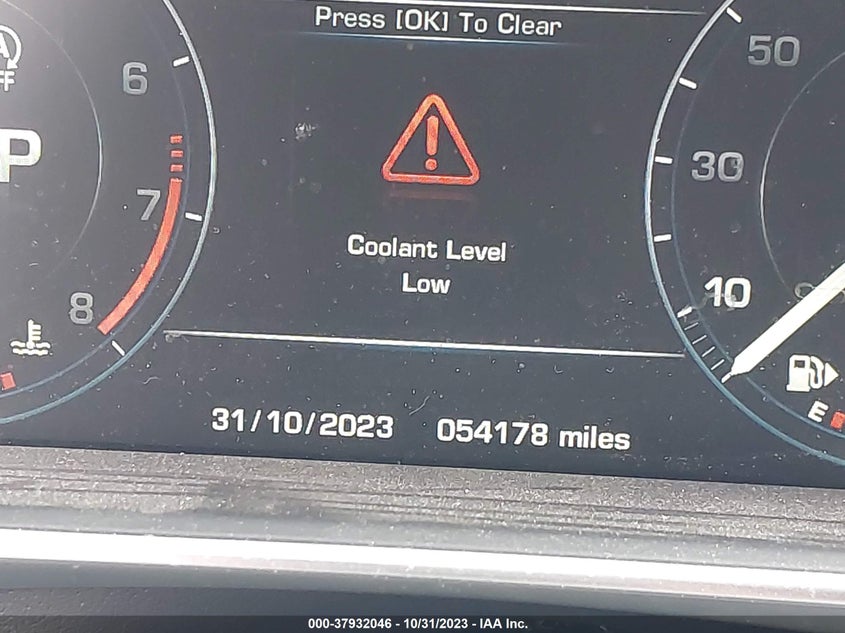 Press [OK] To Clear
FF
6
50
P
30
7
Coolant Level
Low
10
8
E
31/10/2023 054178 miles
000-37932046 - 10/31/2023 - IAA Inc.